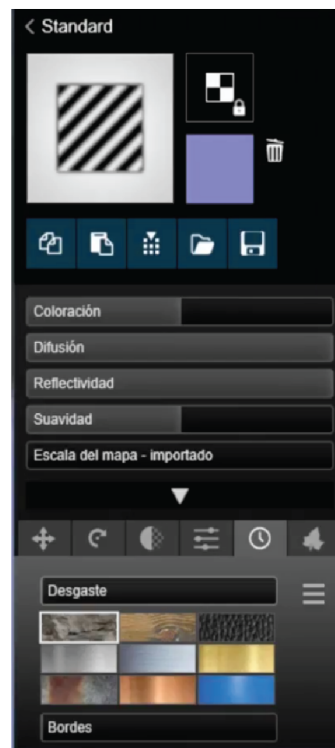 Standard
Coloración
Difusión
Reflectividad
Suavidad
Escala del mapa - importado
Desgaste
Bordes